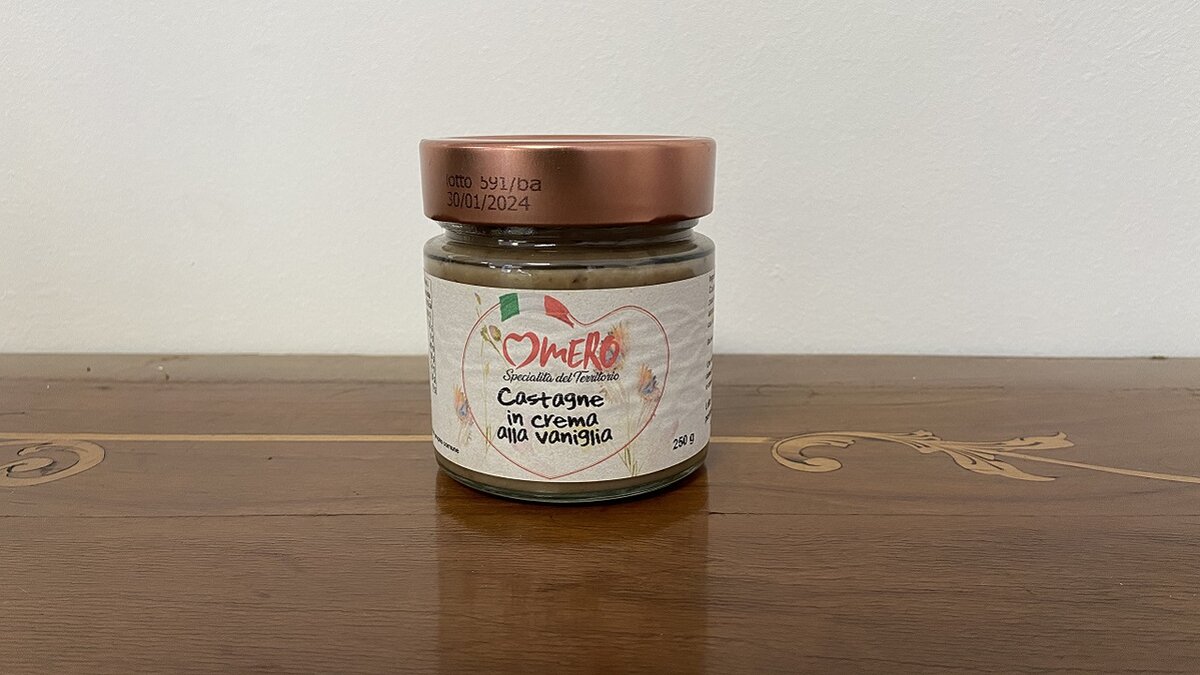 lotto 591/ba
30/01/2024
OMERO
Specialità del Territorio
Castagne
in crema
alla vaniglia
250 g